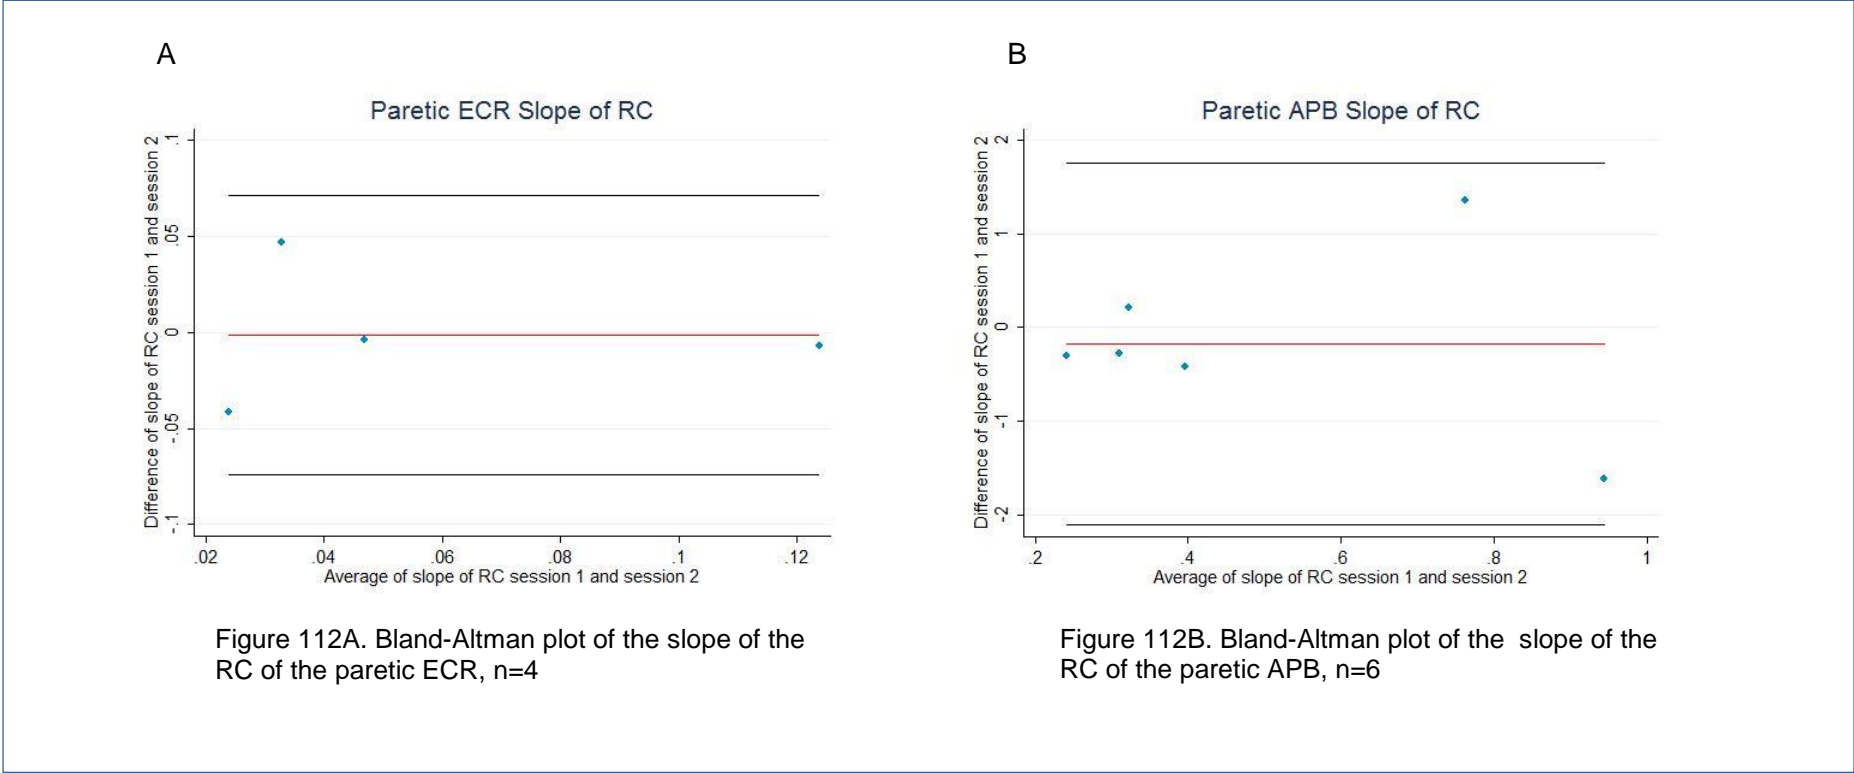 A
Paretic ECR Slope of RC
Difference of slope of RC session 1 and session 2
.1
.05
0
-.05
-.1
.02 .04 .06 .08 .1 .12
Average of slope of RC session 1 and session 2
Figure 112A. Bland-Altman plot of the slope of the
RC of the paretic ECR, n=4
B
Paretic APB Slope of RC
Difference of slope of RC session 1 and session 2
2
1
0
-1
-2
.2 .4 .6 .8 1
Average of slope of RC session 1 and session 2
Figure 112B. Bland-Altman plot of the  slope of the
RC of the paretic APB, n=6